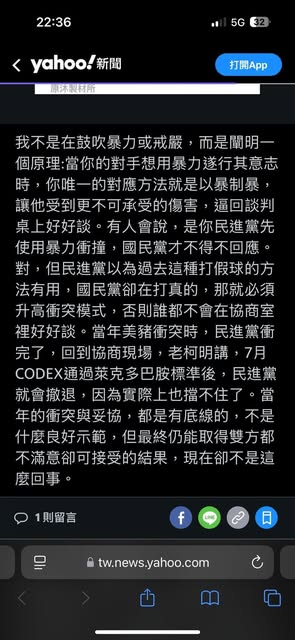 22:36
5G 32
yahoo!新聞
打開App
原沐製材所
我不是在鼓吹暴力或戒嚴，而是闡明一
個原理:當你的對手想用暴力遂行其意志
時，你唯一的對應方法就是以暴制暴，
讓他受到更不可承受的傷害，逼回談判
桌上好好談。有人會說，是你民進黨先
使用暴力衝撞，國民黨才不得不回應。
對，但民進黨以為過去這種打假球的方
法有用，國民黨卻在打真的，那就必須
升高衝突模式，否則誰都不會在協商室
裡好好談。當年美豬衝突時，民進黨衝
完了，回到協商現場，老柯明講，7月
CODEX通過萊克多巴胺標準後，民進黨
就會撤退，因為實際上也擋不住了。當
年的衝突與妥協，都是有底線的，不是
什麼良好示範，但最終仍能取得雙方都
不滿意卻可接受的結果，現在卻不是這
麼回事。
1則留言
LINE
tw.news.yahoo.com